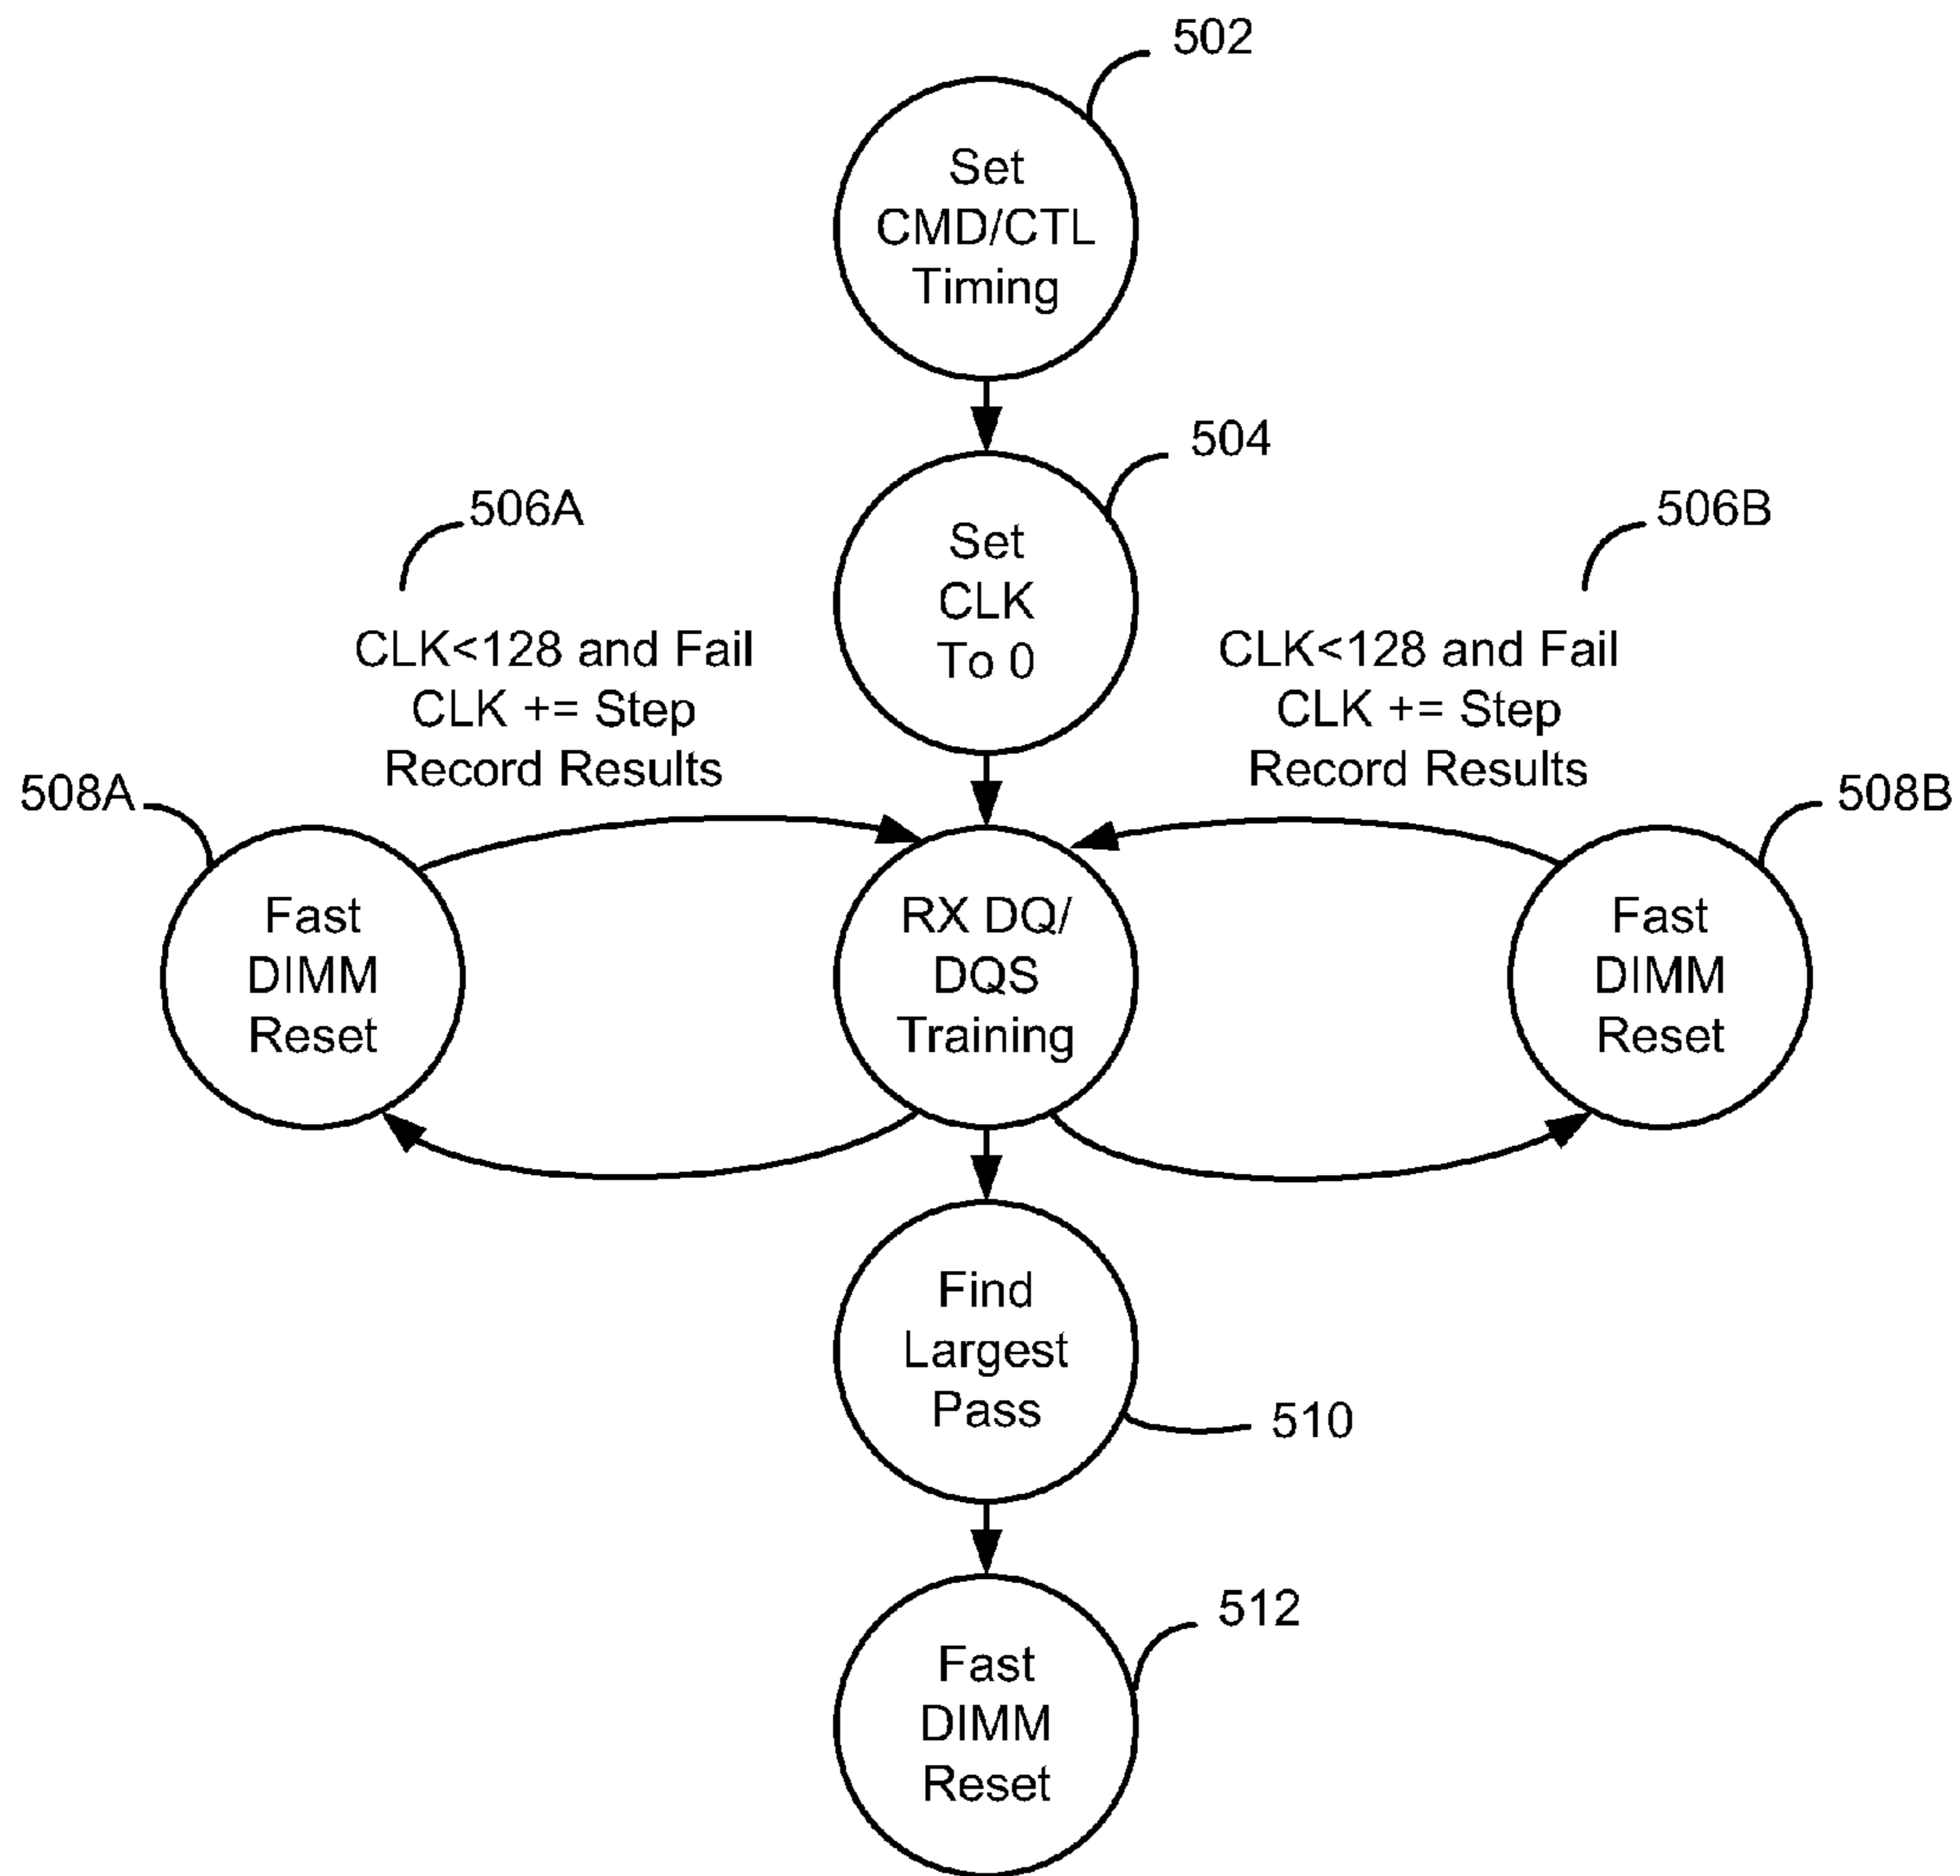 502
Set
CMD/CTL
Timing
504
Set
CLK
To 0
506A
CLK<128 and Fail
CLK += Step
Record Results
506B
CLK<128 and Fail
CLK += Step
Record Results
508A
Fast
DIMM
Reset
RX DQ/
DQS
Training
508B
Fast
DIMM
Reset
Find
Largest
Pass
510
512
Fast
DIMM
Reset